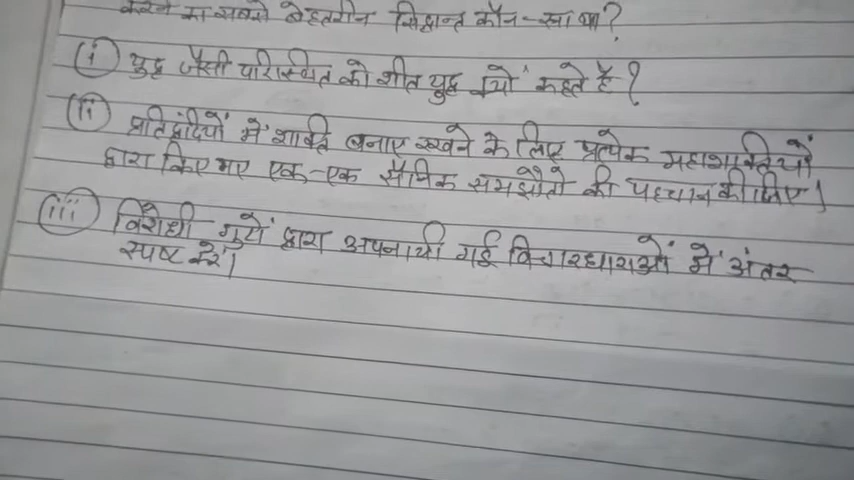 करने का सबसे बेहतरीन सिद्धान्त कौन-सा था?
(i) युद्ध जैसी परिस्थित को शीत युद्ध क्यों कहते है?
(ii) प्रतिद्वंदियों में शक्ति बनाए रखने के लिए प्रत्येक महाशक्तियों
द्वारा किए गए एक-एक सैनिक समझौतो की पहचान कीजिए।
(iii) विरोधी गुटों द्वारा अपनायी गई विचारधाराओं में अंतर
स्पष्ट करें।